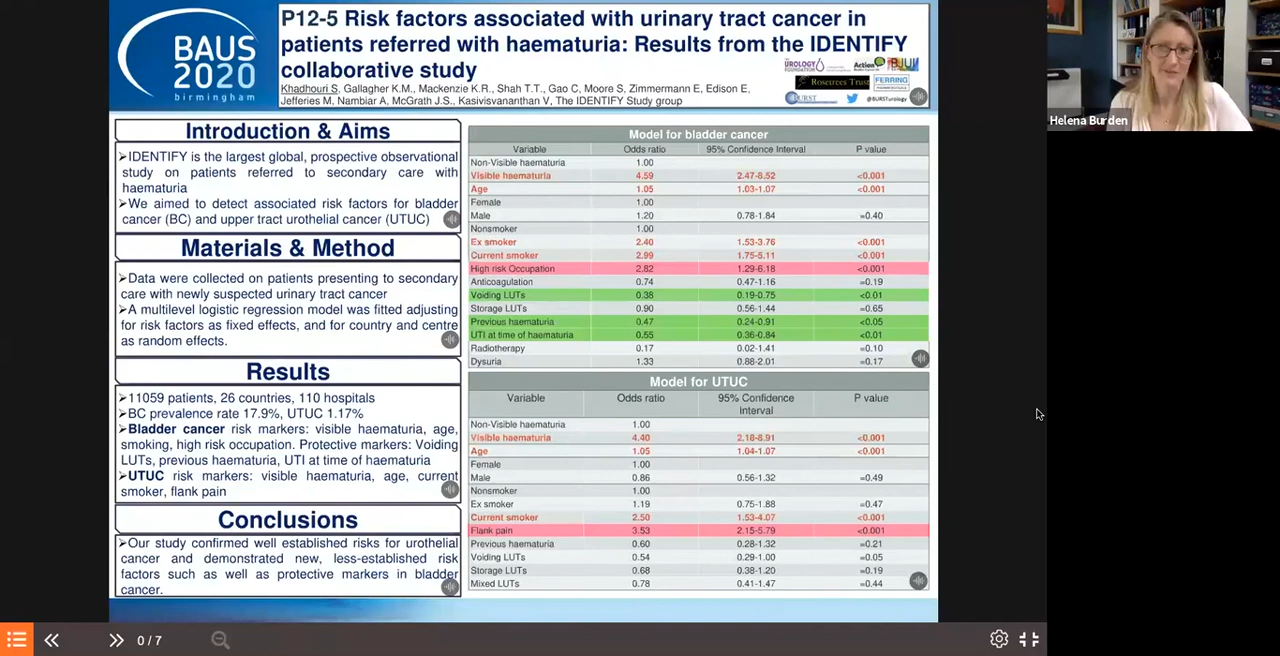 BAUS
2020
birmingham
P12-5 Risk factors associated with urinary tract cancer in
patients referred with haematuria: Results from the IDENTIFY
collaborative study
Khadhouri S, Gallagher K.M., Mackenzie K.R., Shah T.T., Gao C, Moore S, Zimmermann E, Edison E,
Jefferies M, Nambiar A, McGrath J.S., Kasivisvanathan V, The IDENTIFY Study group
UROLOGY
FOUNDATION
Action
BJUI
Rosetrees Trust
FERRING
PHARMACEUTICALS
BURST
@BURSTurology
Helena Burden
Introduction & Aims
➤IDENTIFY is the largest global, prospective observational
study on patients referred to secondary care with
haematuria
➤We aimed to detect associated risk factors for bladder
cancer (BC) and upper tract urothelial cancer (UTUC)
Materials & Method
➤Data were collected on patients presenting to secondary
care with newly suspected urinary tract cancer
➤A multilevel logistic regression model was fitted adjusting
for risk factors as fixed effects, and for country and centre
as random effects.
Results
➤11059 patients, 26 countries, 110 hospitals
➤BC prevalence rate 17.9%, UTUC 1.17%
➤Bladder cancer risk markers: visible haematuria, age,
smoking, high risk occupation. Protective markers: Voiding
LUTs, previous haematuria, UTI at time of haematuria
➤UTUC risk markers: visible haematuria, age, current
smoker, flank pain
Conclusions
➤Our study confirmed well established risks for urothelial
cancer and demonstrated new, less-established risk
factors such as well as protective markers in bladder
cancer.
Model for bladder cancer
Variable Odds ratio 95% Confidence Interval P value
Non-Visible haematuria 1.00
Visible haematuria 4.59 2.47-8.52 <0.001
Age 1.05 1.03-1.07 <0.001
Female 1.00
Male 1.20 0.78-1.84 =0.40
Nonsmoker 1.00
Ex smoker 2.40 1.53-3.76 <0.001
Current smoker 2.99 1.75-5.11 <0.001
High risk Occupation 2.82 1.29-6.18 <0.001
Anticoagulation 0.74 0.47-1.16 =0.19
Voiding LUTs 0.38 0.19-0.75 <0.01
Storage LUTs 0.90 0.56-1.44 =0.65
Previous haematuria 0.47 0.24-0.91 <0.05
UTI at time of haematuria 0.55 0.36-0.84 <0.01
Radiotherapy 0.17 0.02-1.41 =0.10
Dysuria 1.33 0.88-2.01 =0.17
Model for UTUC
Variable Odds ratio 95% Confidence Interval P value
Non-Visible haematuria 1.00
Visible haematuria 4.40 2.18-8.91 <0.001
Age 1.05 1.04-1.07 <0.001
Female 1.00
Male 0.86 0.56-1.32 =0.49
Nonsmoker 1.00
Ex smoker 1.19 0.75-1.88 =0.47
Current smoker 2.50 1.53-4.07 <0.001
Flank pain 3.53 2.15-5.79 <0.001
Previous haematuria 0.60 0.28-1.32 =0.21
Voiding LUTs 0.54 0.29-1.00 =0.05
Storage LUTs 0.68 0.38-1.20 =0.19
Mixed LUTs 0.78 0.41-1.47 =0.44
0 / 7